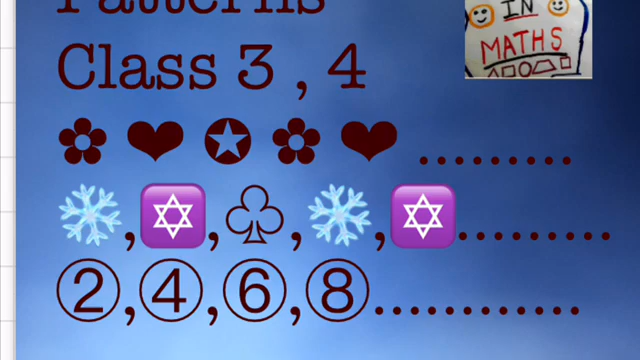 Patterns
Class 3 , 4
✿ ❤ ✪ ✿ ❤ .........
❄️,🔯,♧,❄️,🔯.........
②,④,⑥,⑧............
IN
MATHS